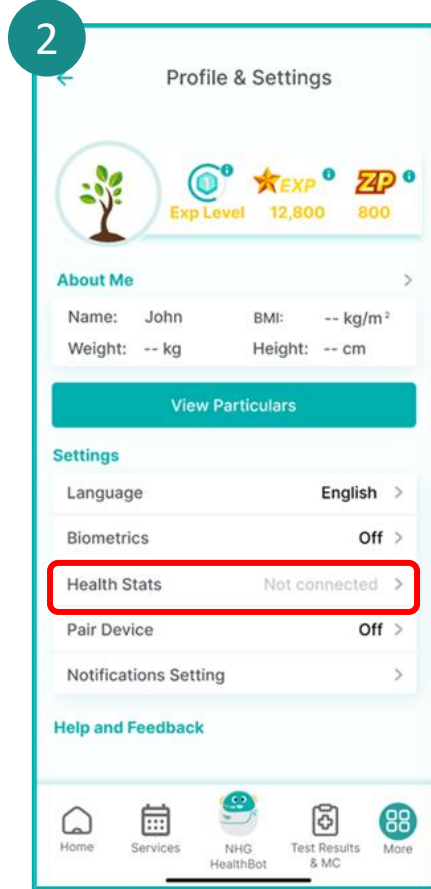 2
Profile & Settings
EXP ZP
Exp Level 12,800 800
About Me
Name: John BMI: -- kg/m²
Weight: -- kg Height: -- cm
View Particulars
Settings
Language English
Biometrics Off
Health Stats Not connected
Pair Device Off
Notifications Setting
Help and Feedback
Home Services NHG HealthBot Test Results & MC More